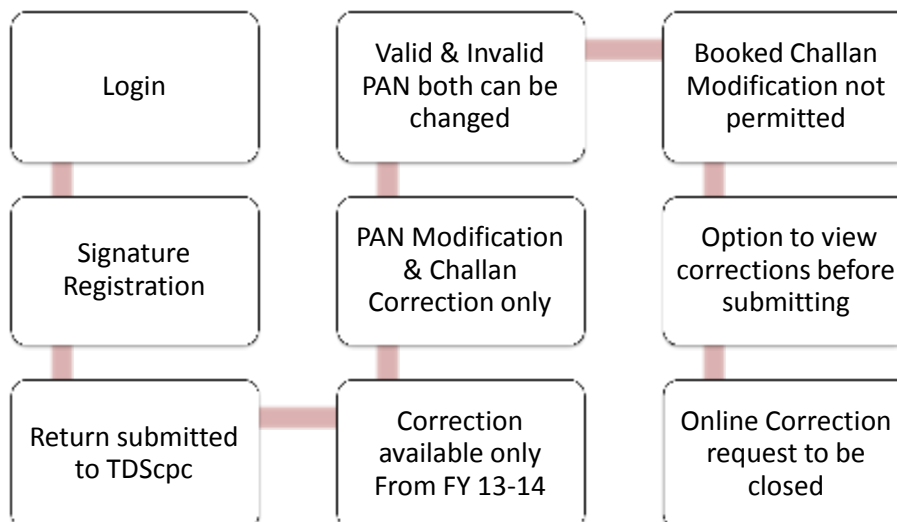 Login
Signature
Registration
Return submitted
to TDScpc
Correction
available only
From FY 13-14
PAN Modification
& Challan
Correction only
Valid & Invalid
PAN both can be
changed
Booked Challan
Modification not
permitted
Option to view
corrections before
submitting
Online Correction
request to be
closed